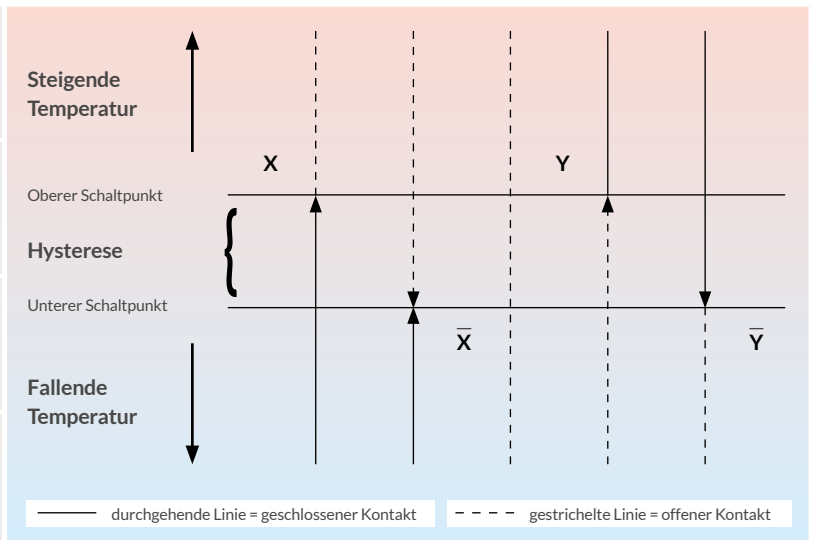 Steigende
Temperatur
X
Y
Oberer Schaltpunkt
Hysterese
Unterer Schaltpunkt
X̅
Y̅
Fallende
Temperatur
durchgehende Linie = geschlossener Kontakt
gestrichelte Linie = offener Kontakt